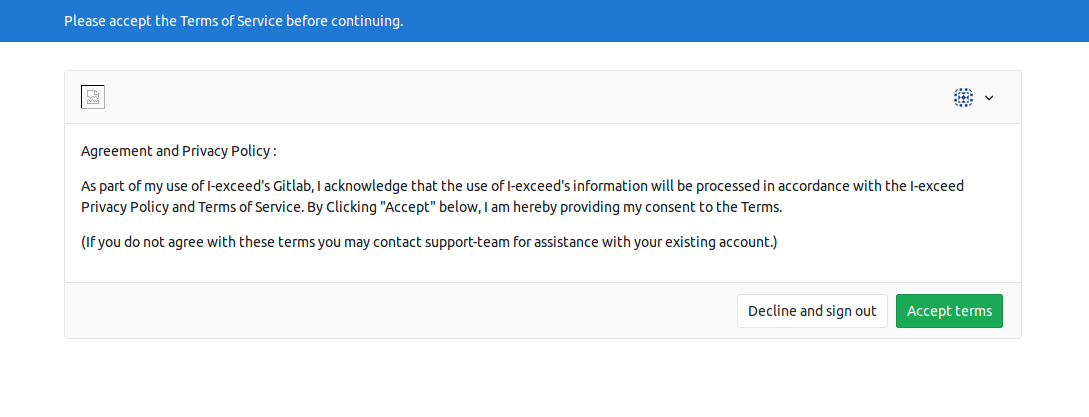 Please accept the Terms of Service before continuing.
Agreement and Privacy Policy :
As part of my use of I-exceed's Gitlab, I acknowledge that the use of I-exceed's information will be processed in accordance with the I-exceed
Privacy Policy and Terms of Service. By Clicking "Accept" below, I am hereby providing my consent to the Terms.
(If you do not agree with these terms you may contact support-team for assistance with your existing account.)
Decline and sign out
Accept terms